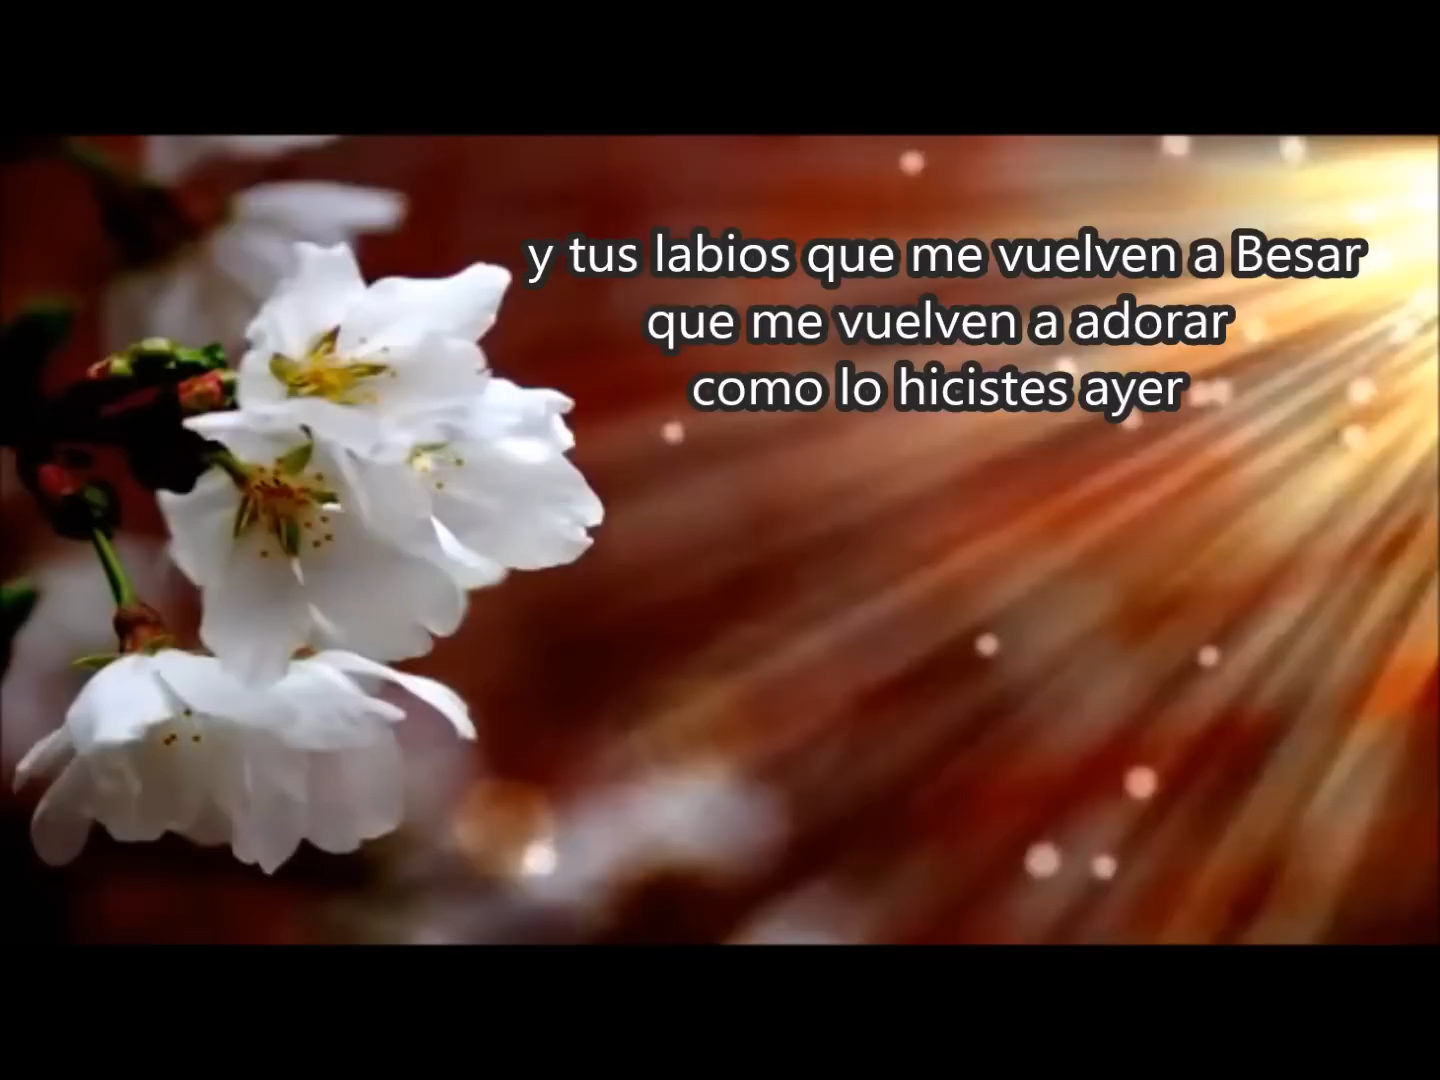 y tus labios que me vuelven a Besar
que me vuelven a adorar
como lo hicistes ayer